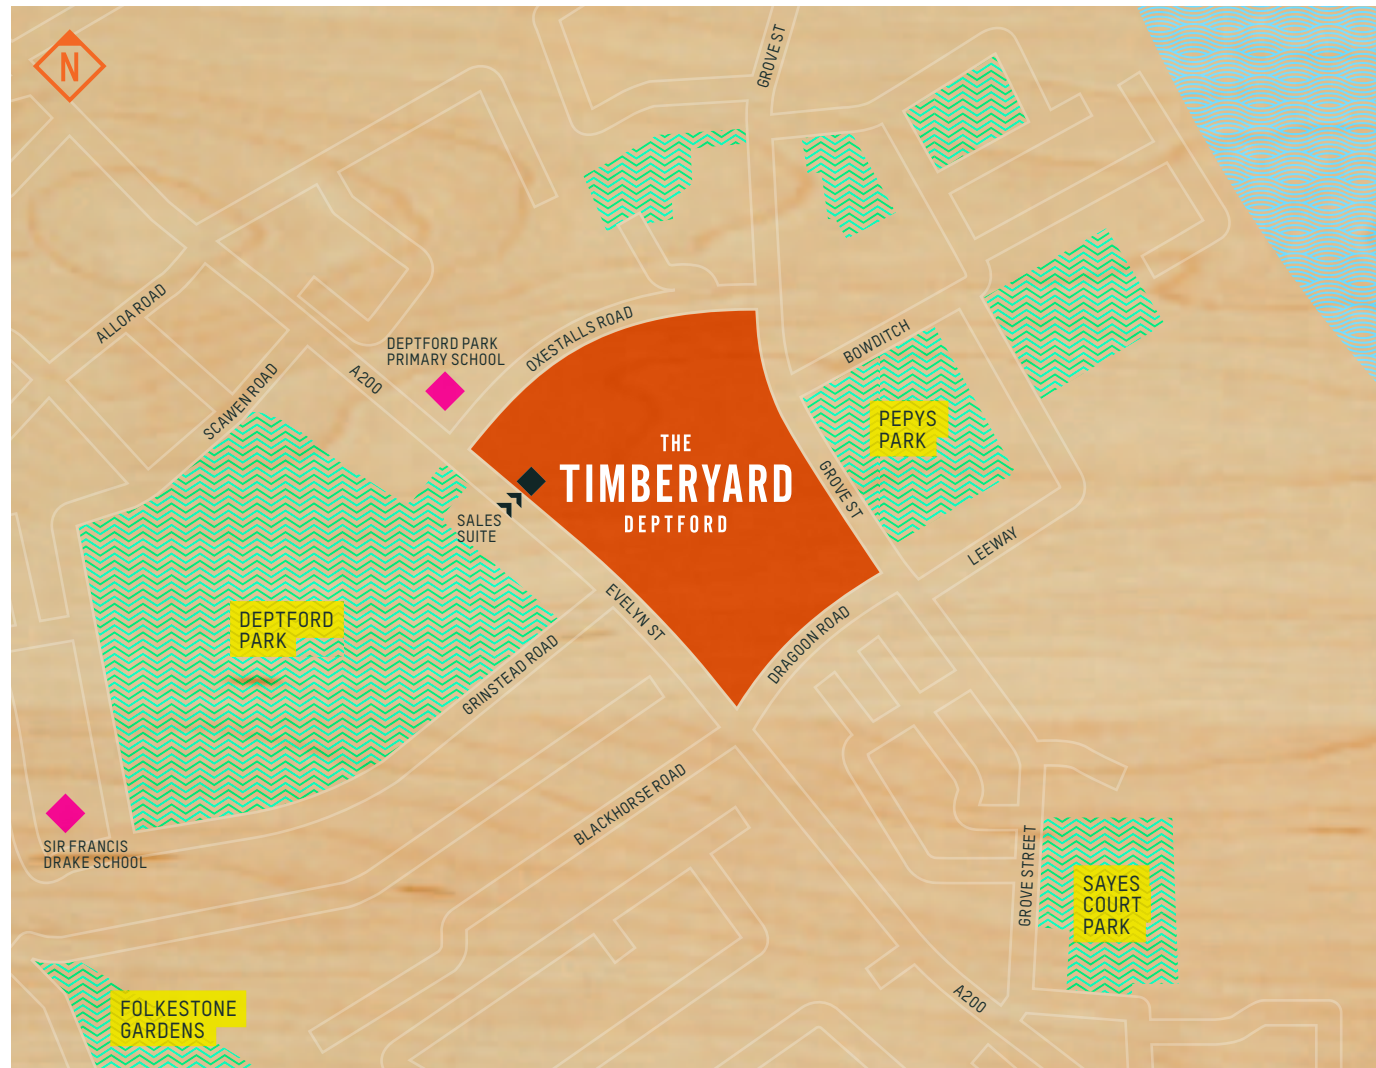 N
GROVE ST
ALLOA ROAD
DEPTFORD PARK
PRIMARY SCHOOL
OXESTALLS ROAD
BOWDITCH
A200
SCAWEN ROAD
PEPYS
PARK
THE
TIMBERYARD
DEPTFORD
GROVE ST
SALES
SUITE
LEEWAY
DEPTFORD
PARK
EVELYN ST
DRAGOON ROAD
GRINSTEAD ROAD
BLACKHORSE ROAD
SIR FRANCIS
DRAKE SCHOOL
GROVE STREET
SAYES
COURT
PARK
A200
FOLKESTONE
GARDENS